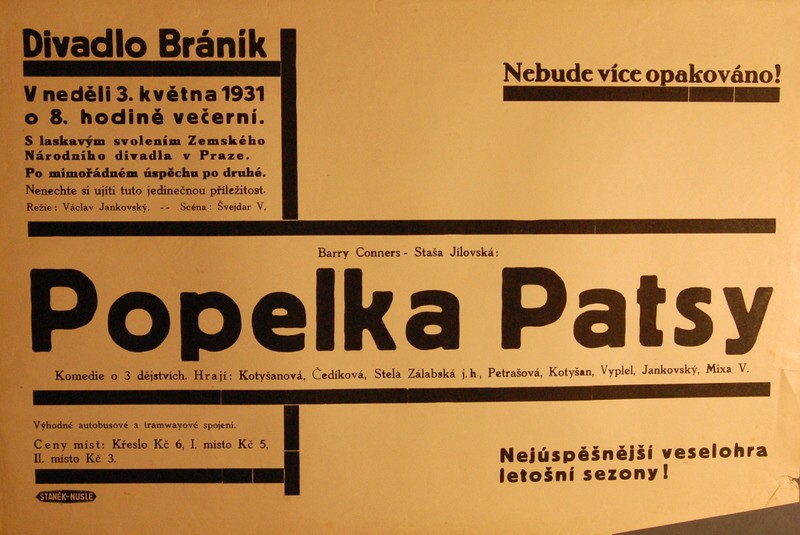 Divadlo Bráník
V neděli 3. května 1931
o 8. hodině večerní.
S laskavým svolením Zemského
Národního divadla v Praze.
Po mimořádném úspěchu po druhé.
Nenechte si ujíti tuto jedinečnou příležitost.
Režie: Václav Jankovský. -- Scéna: Švejdar V.
Nebude více opakováno!
Barry Conners - Staša Jílovská:
Popelka Patsy
Komedie o 3 dějstvích. Hrají: Kotyšanová, Čedíková, Stela Zálabská j. h., Petrašová, Kotyšan, Vyplel, Jankovský, Mixa V.
Výhodné autobusové a tramwayové spojení.
Ceny míst: Křeslo Kč 6, I. místo Kč 5,
II. místo Kč 3.
STANĚK-NUSLE
Nejúspěšnější veselohra
letošní sezony!